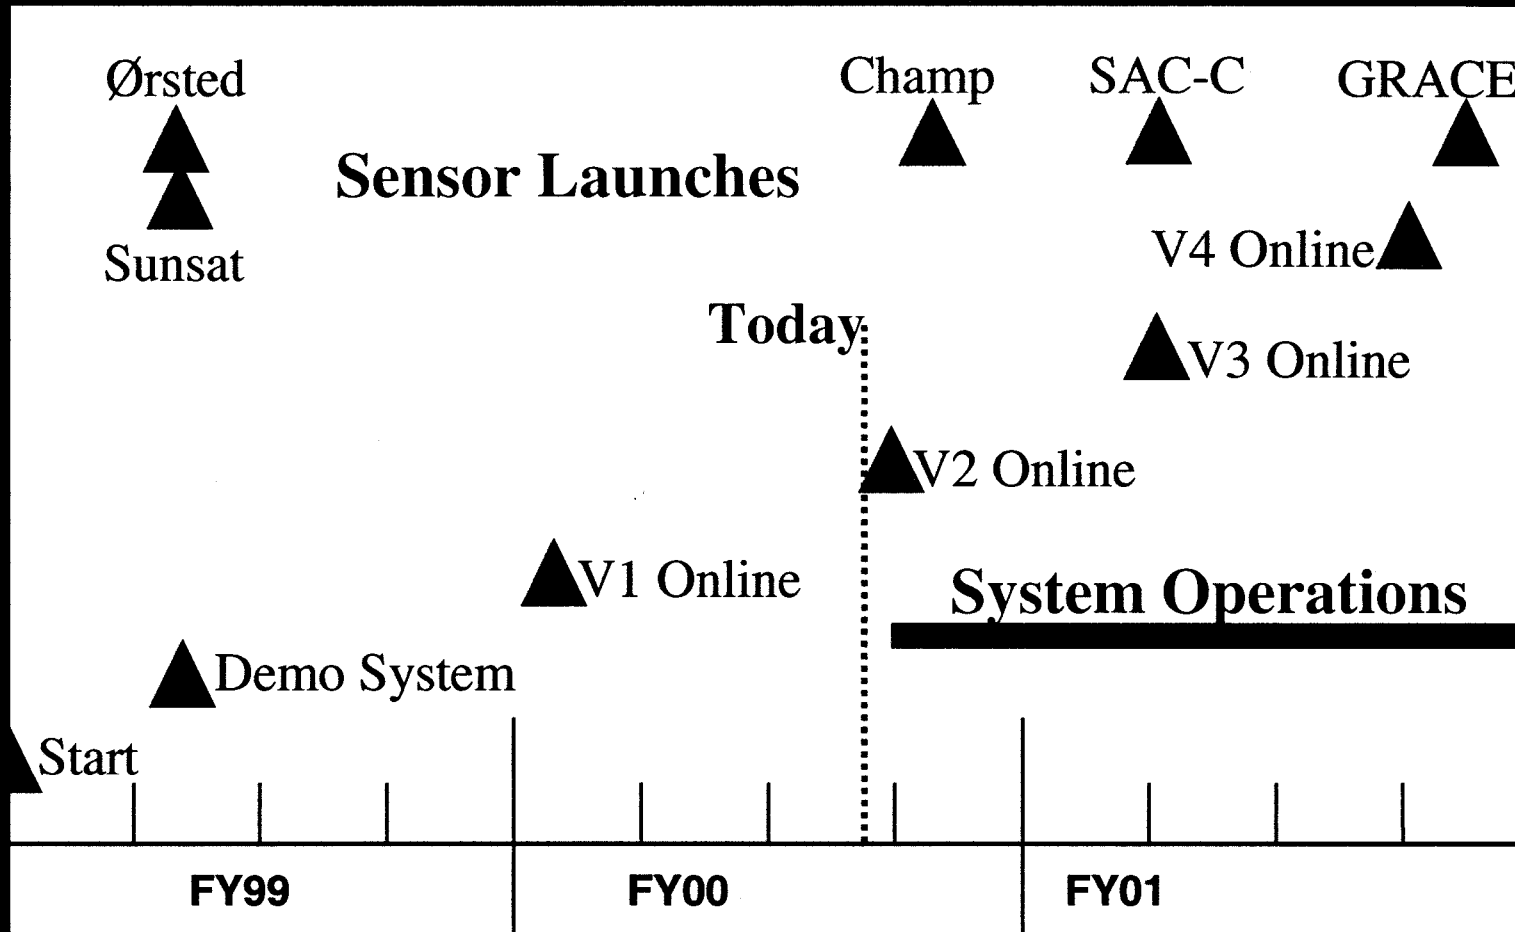 Ørsted
Champ
SAC-C
GRACE
Sensor Launches
Sunsat
V4 Online
Today
V3 Online
V2 Online
V1 Online
System Operations
Demo System
Start
FY99
FY00
FY01